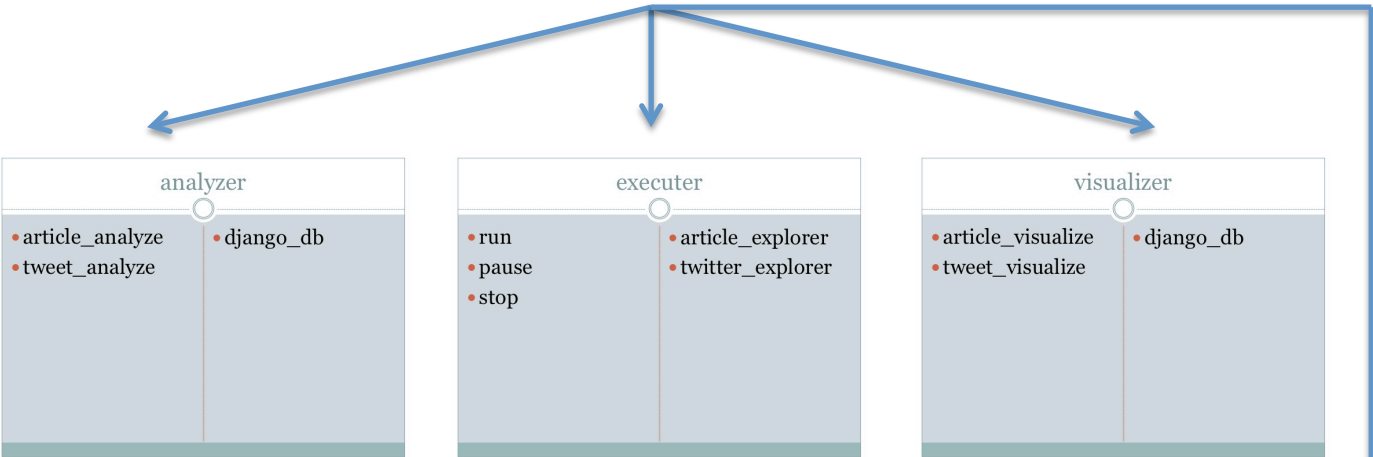 analyzer
article_analyze
tweet_analyze
django_db
executer
run
pause
stop
article_explorer
twitter_explorer
visualizer
article_visualize
tweet_visualize
django_db